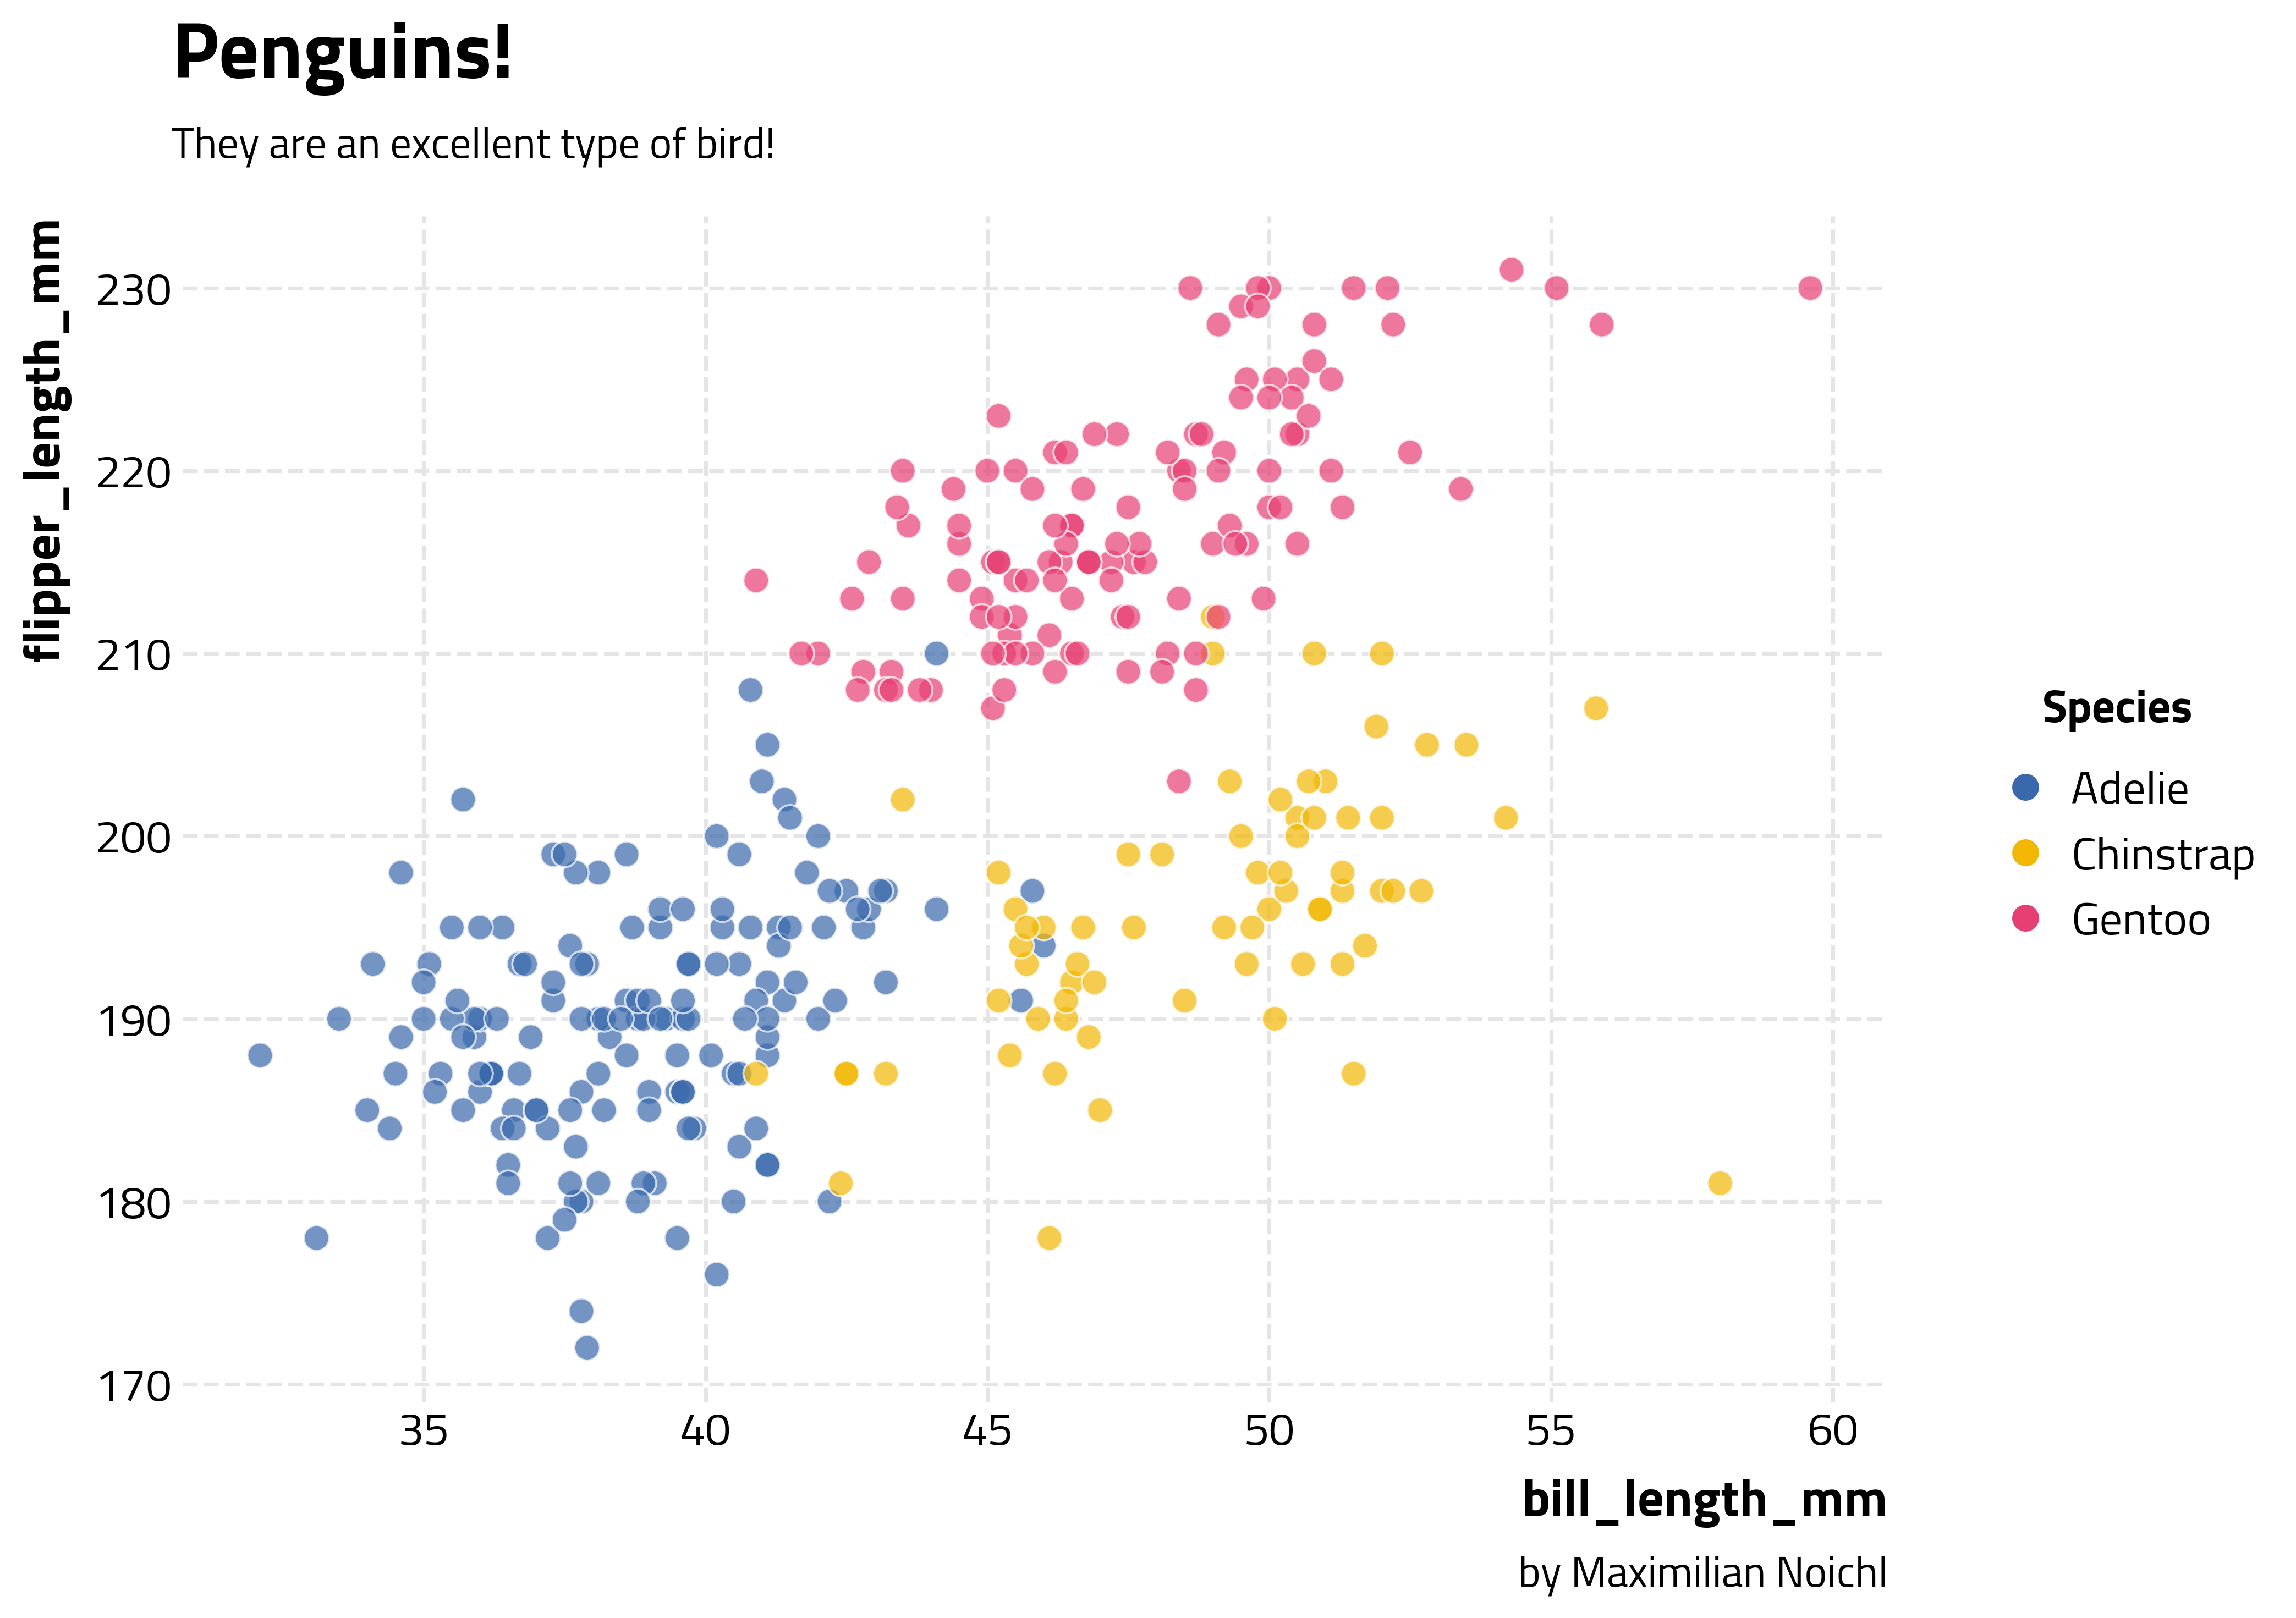 Penguins!
They are an excellent type of bird!
flipper_length_mm
230
220
210
200
190
180
170
35 40 45 50 55 60
bill_length_mm
by Maximilian Noichl
Species
Adelie
Chinstrap
Gentoo